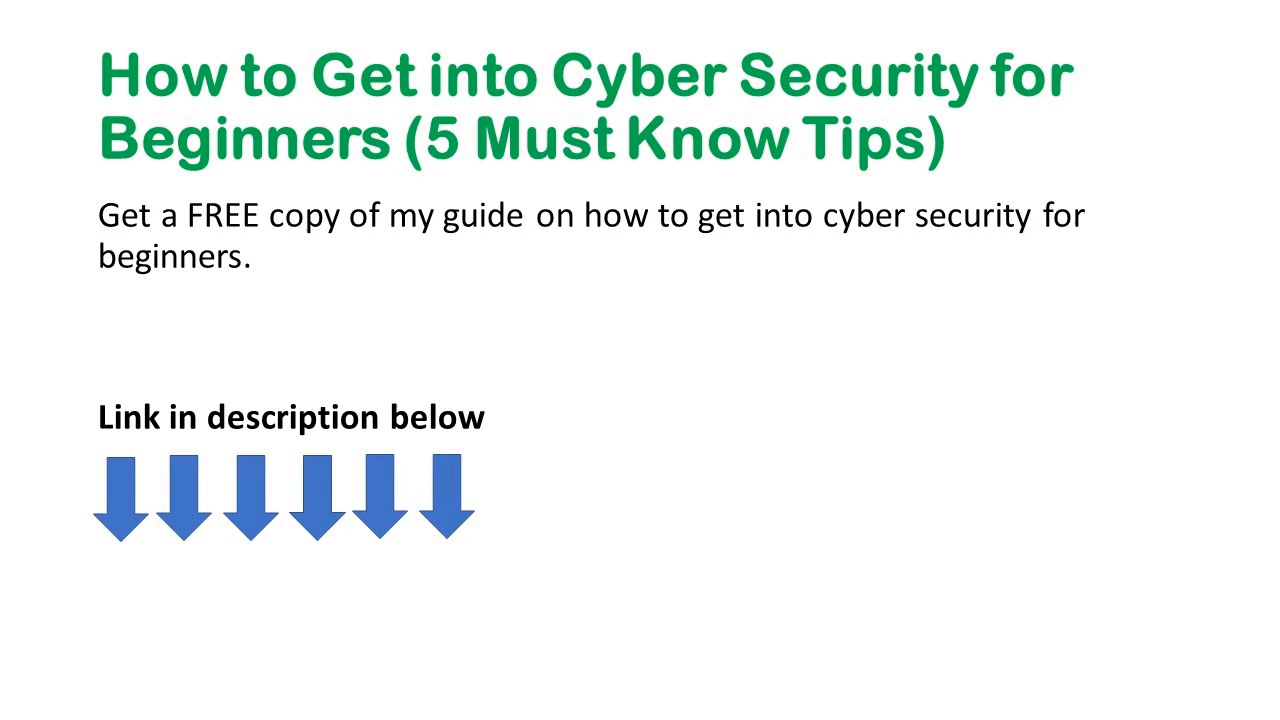 How to Get into Cyber Security for
Beginners (5 Must Know Tips)
Get a FREE copy of my guide on how to get into cyber security for
beginners.
Link in description below